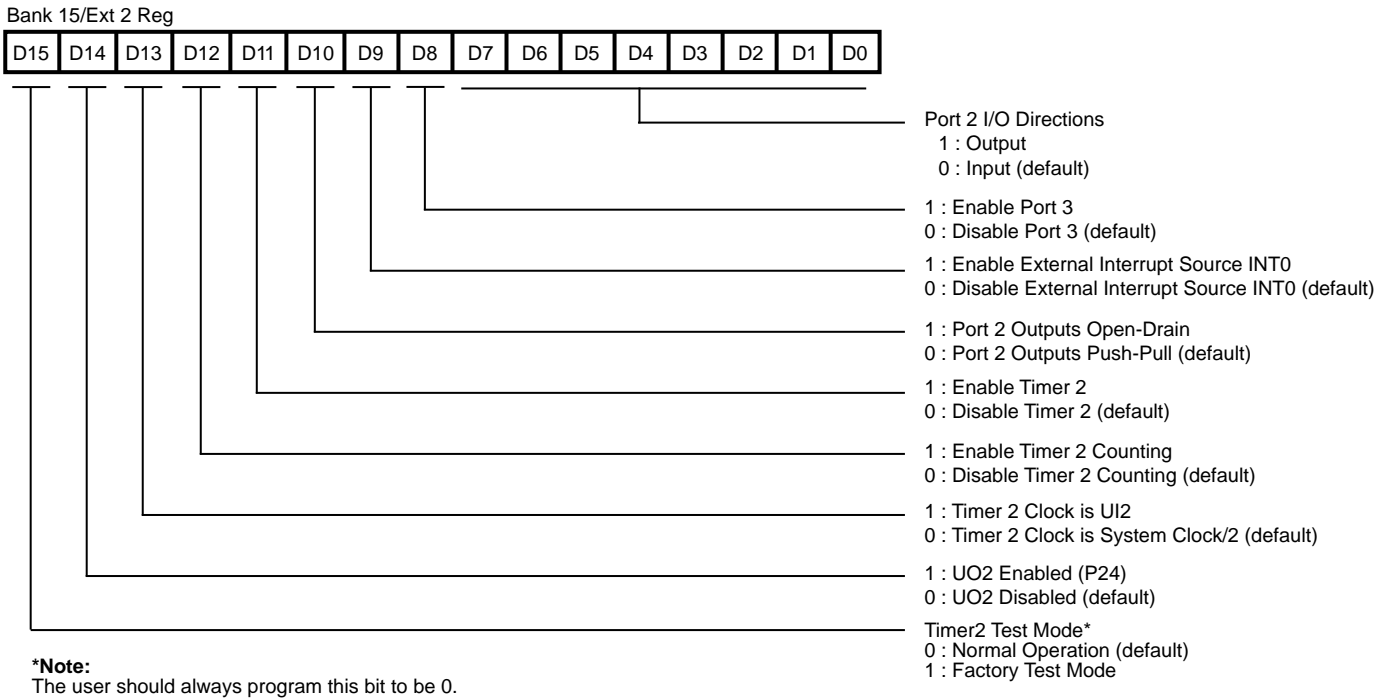 Bank 15/Ext 2 Reg
D15 D14 D13 D12 D11 D10 D9 D8 D7 D6 D5 D4 D3 D2 D1 D0
Port 2 I/O Directions
1 : Output
0 : Input (default)
1 : Enable Port 3
0 : Disable Port 3 (default)
1 : Enable External Interrupt Source INT0
0 : Disable External Interrupt Source INT0 (default)
1 : Port 2 Outputs Open-Drain
0 : Port 2 Outputs Push-Pull (default)
1 : Enable Timer 2
0 : Disable Timer 2 (default)
1 : Enable Timer 2 Counting
0 : Disable Timer 2 Counting (default)
1 : Timer 2 Clock is UI2
0 : Timer 2 Clock is System Clock/2 (default)
1 : UO2 Enabled (P24)
0 : UO2 Disabled (default)
Timer2 Test Mode*
0 : Normal Operation (default)
1 : Factory Test Mode
*Note:
The user should always program this bit to be 0.